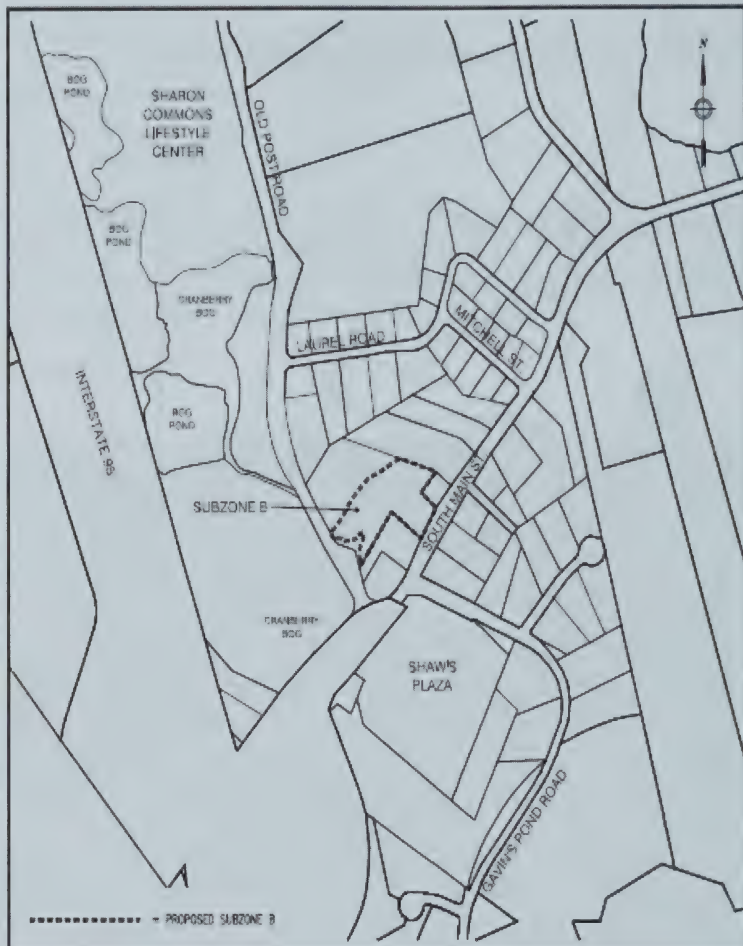 N
BOG
POND
SHARON
COMMONS
LIFESTYLE
CENTER
OLD POST ROAD
BOG
POND
CRANBERRY
BOG
LAUREL ROAD
MITCHELL ST.
INTERSTATE 95
BOG
POND
SUBZONE B
SOUTH MAIN ST.
CRANBERRY
BOG
SHAW'S
PLAZA
GAVIN'S POND ROAD
= PROPOSED SUBZONE B